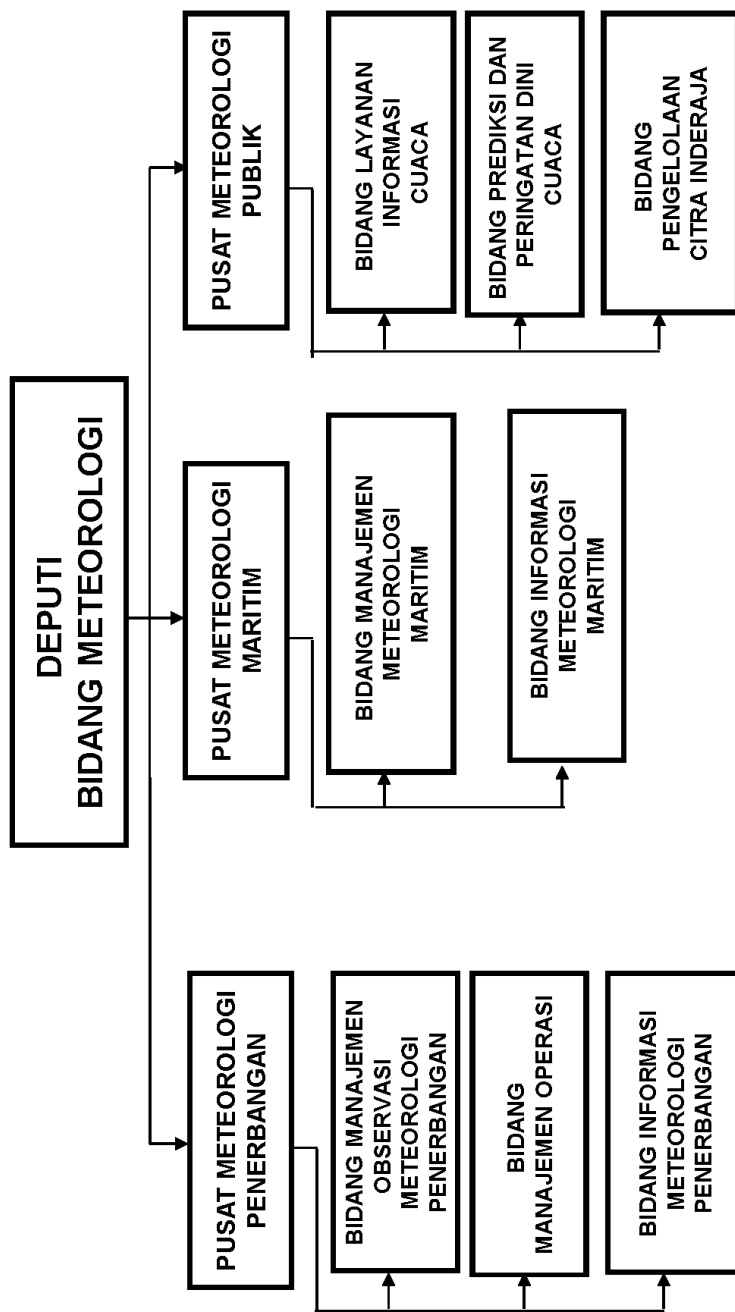 DEPUTI
BIDANG METEOROLOGI
PUSAT METEOROLOGI
PENERBANGAN
BIDANG MANAJEMEN
OBSERVASI
METEOROLOGI
PENERBANGAN
BIDANG
MANAJEMEN OPERASI
BIDANG INFORMASI
METEOROLOGI
PENERBANGAN
PUSAT METEOROLOGI
MARITIM
BIDANG MANAJEMEN
METEOROLOGI
MARITIM
BIDANG INFORMASI
METEOROLOGI
MARITIM
PUSAT METEOROLOGI
PUBLIK
BIDANG LAYANAN
INFORMASI
CUACA
BIDANG PREDIKSI DAN
PERINGATAN DINI
CUACA
BIDANG
PENGELOLAAN
CITRA INDERAJA